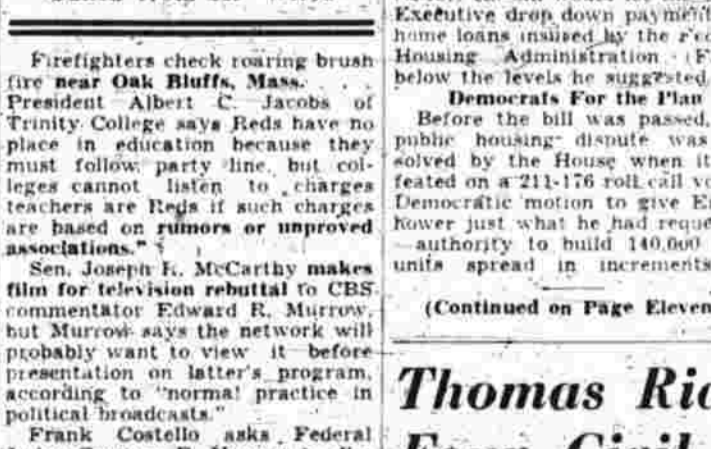 Firefighters check roaring brush
fire near Oak Bluffs, Mass. . . .
President Albert C. Jacobs of
Trinity College says Reds have no
place in education because they
must follow party line, but col-
leges cannot listen to charges
teachers are Reds if such charges
are based on rumors or unproved
associations."
Sen. Joseph R. McCarthy makes
film for television rebuttal to CBS
commentator Edward R. Murrow,
but Murrow says the network will
probably want to view it before
presentation on latter's program,
according to "normal practice in
political broadcasts."
Frank Costello asks Federal
Executive drop down payment
home loans insured by the
Housing Administration (F
below the levels he suggested
Democrats For the Plan
Before the bill was passed,
public housing dispute was
solved by the House when it
feated on a 211-176 roll call vo
Democratic motion to give Ei
hower just what he had reque
—authority to build 140,000
units spread in increments
(Continued on Page Eleven
Thomas Ric
Civil